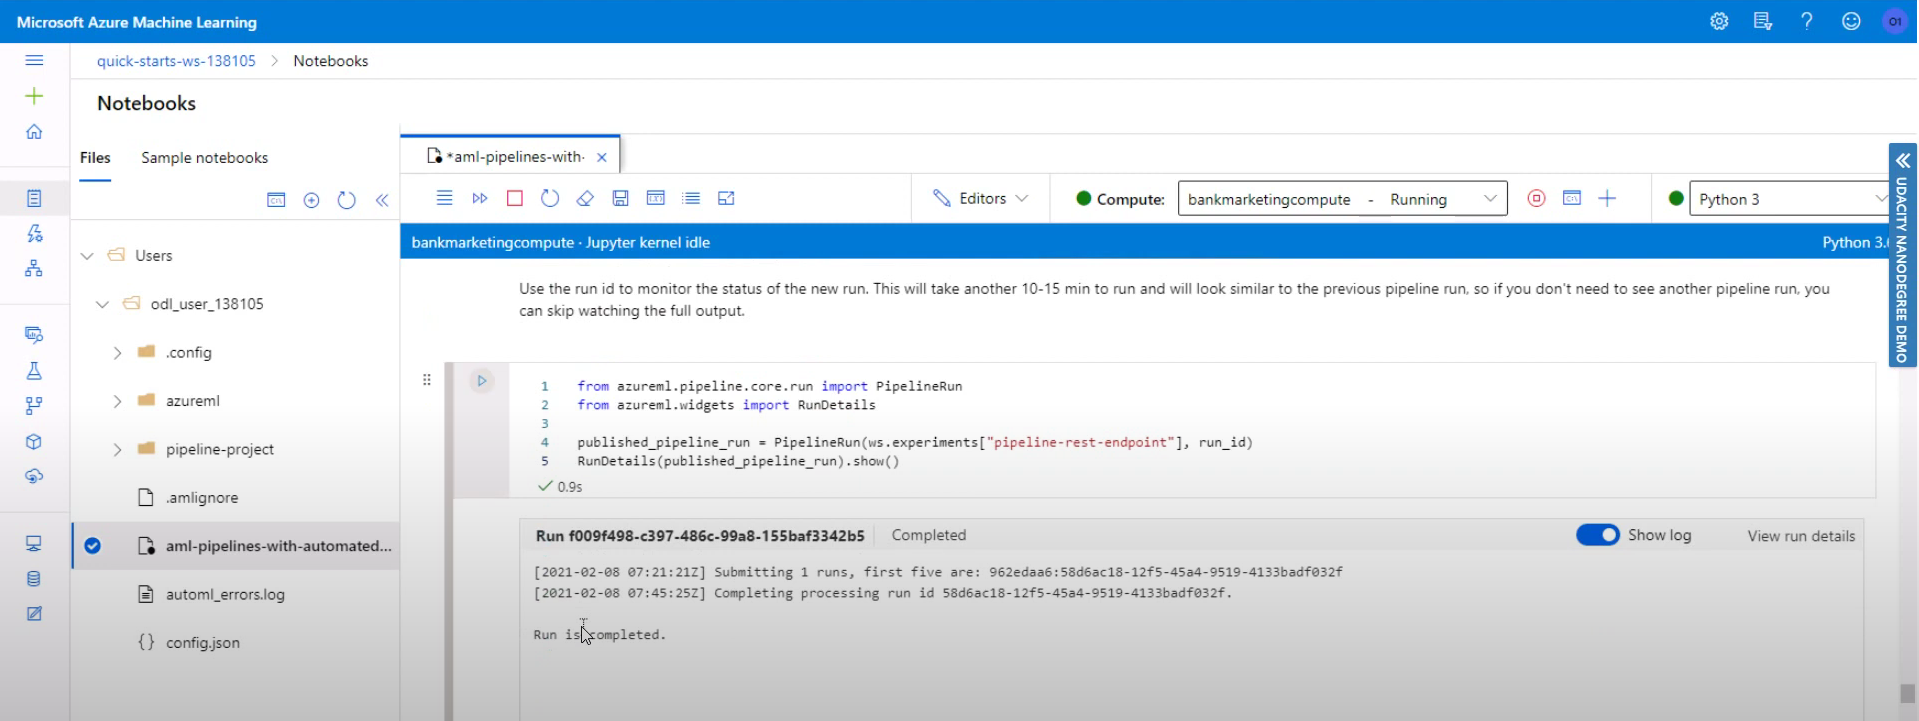 Microsoft Azure Machine Learning
01
quick-starts-ws-138105 > Notebooks
Notebooks
Files
Sample notebooks
*aml-pipelines-with-
Editors
Compute:
bankmarketingcompute - Running
Python 3
bankmarketingcompute · Jupyter kernel idle
Python 3.
UDACITY NANODEGREE DEMO
Users
odl_user_138105
.config
azureml
pipeline-project
.amlignore
aml-pipelines-with-automated...
automl_errors.log
{} config.json
Use the run id to monitor the status of the new run. This will take another 10-15 min to run and will look similar to the previous pipeline run, so if you don't need to see another pipeline run, you
can skip watching the full output.
1 from azureml.pipeline.core.run import PipelineRun
2 from azureml.widgets import RunDetails
3
4 published_pipeline_run = PipelineRun(ws.experiments["pipeline-rest-endpoint"], run_id)
5 RunDetails(published_pipeline_run).show()
0.9s
Run f009f498-c397-486c-99a8-155baf3342b5
Completed
Show log
View run details
[2021-02-08 07:21:21Z] Submitting 1 runs, first five are: 962edaa6:58d6ac18-12f5-45a4-9519-4133badf032f
[2021-02-08 07:45:25Z] Completing processing run id 58d6ac18-12f5-45a4-9519-4133badf032f.
Run is completed.